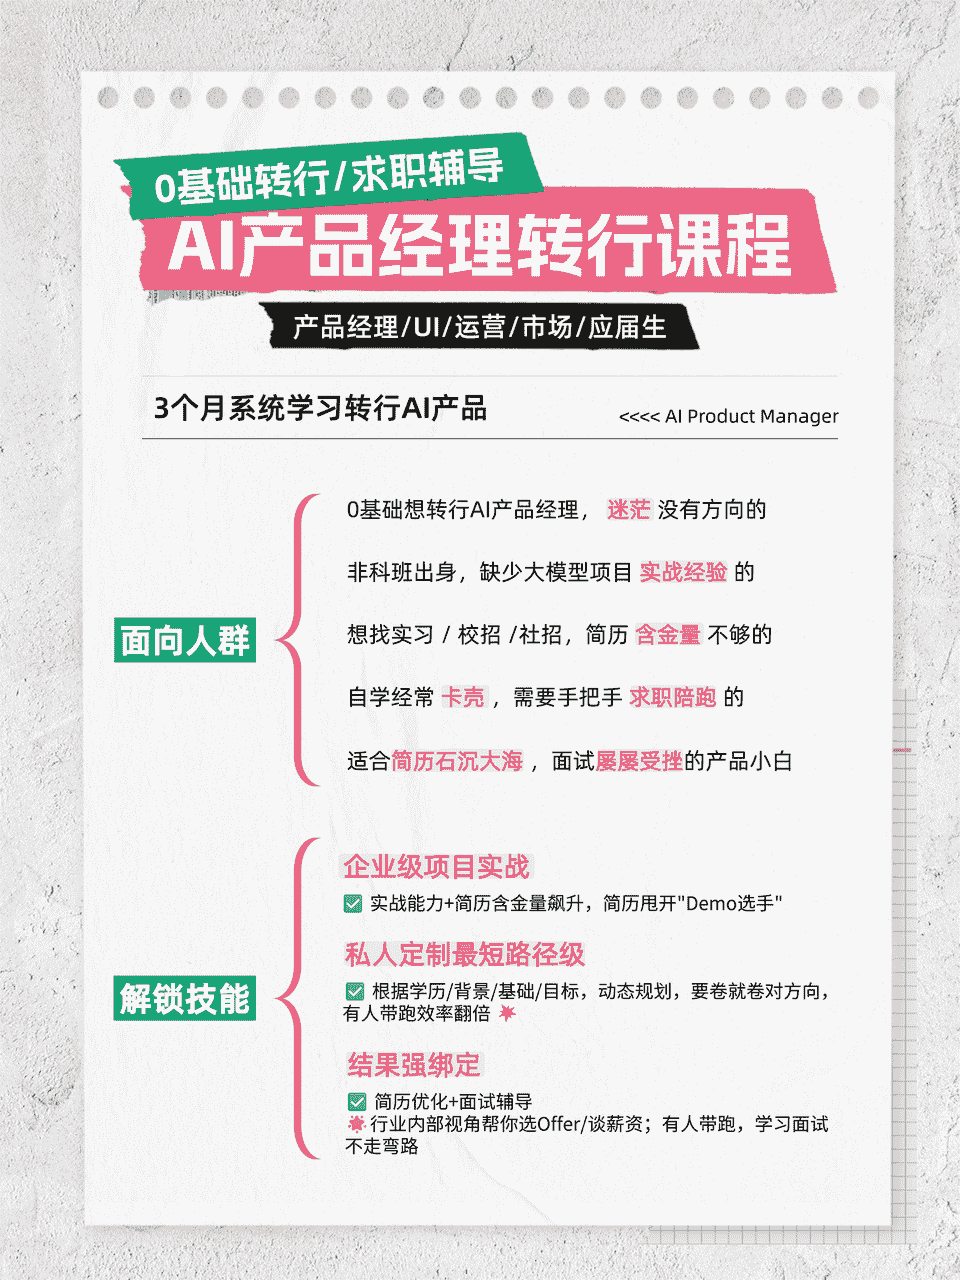 0基础转行/求职辅导
AI产品经理转行课程
产品经理/UI/运营/市场/应届生
3个月系统学习转行AI产品
<<<< AI Product Manager
0基础想转行AI产品经理， 迷茫 没有方向的
非科班出身，缺少大模型项目 实战经验 的
面向人群
想找实习 / 校招 /社招，简历 含金量 不够的
自学经常 卡壳 ，需要手把手 求职陪跑 的
适合简历石沉大海 ，面试屡屡受挫的产品小白
企业级项目实战
✅ 实战能力+简历含金量飙升，简历甩开"Demo选手"
私人定制最短路径级
解锁技能
✅ 根据学历/背景/基础/目标，动态规划，要卷就卷对方向，
有人带跑效率翻倍
结果强绑定
✅ 简历优化+面试辅导
行业内部视角帮你选Offer/谈薪资；有人带跑，学习面试
不走弯路